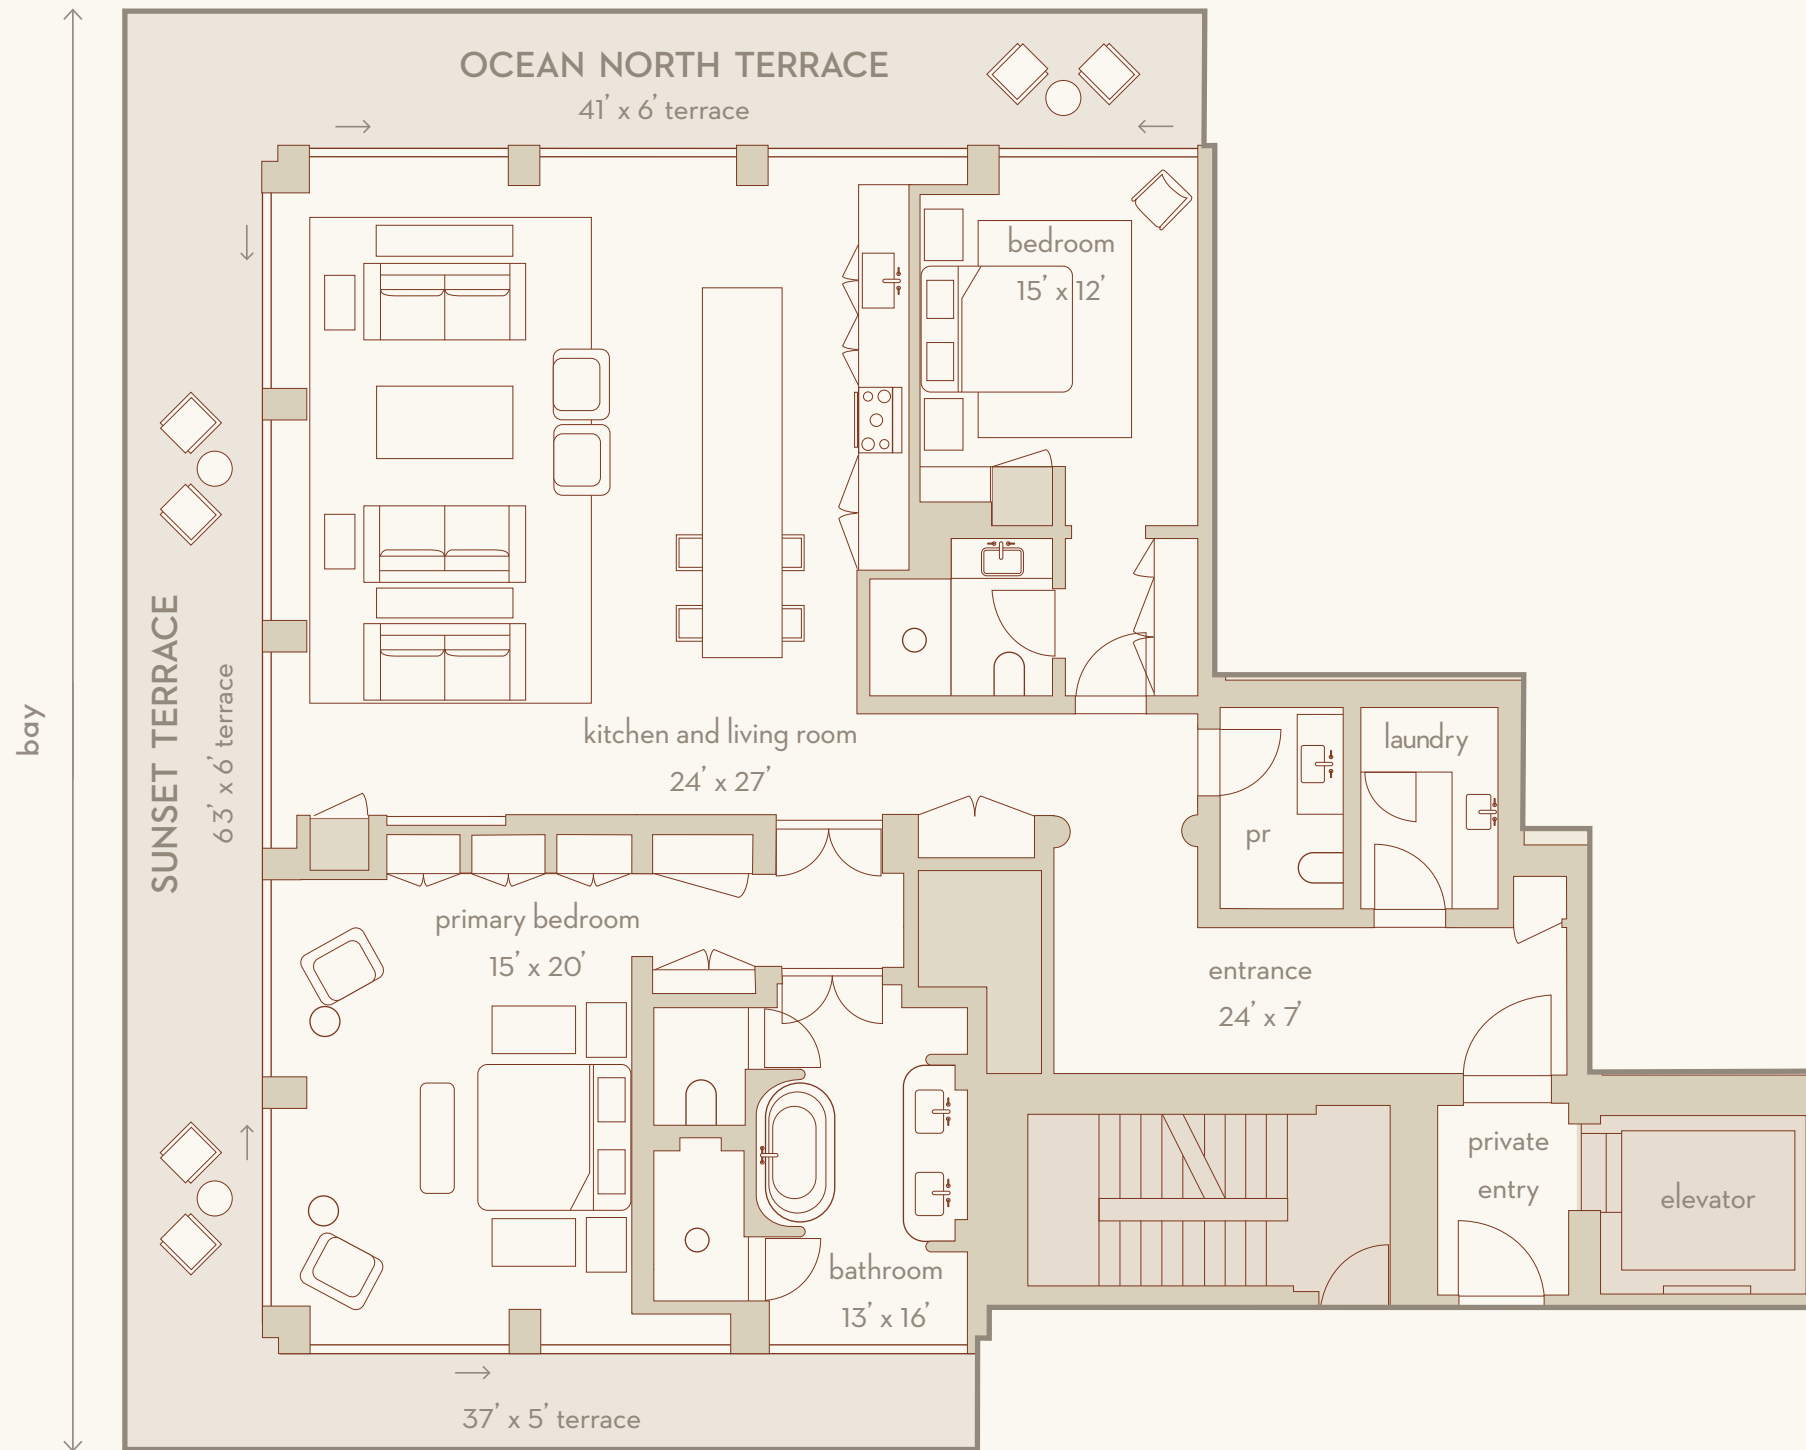 OCEAN NORTH TERRACE
41’ x 6’ terrace
bedroom
15’ x 12’
bay
SUNSET TERRACE
63’ x 6’ terrace
kitchen and living room
24’ x 27’
laundry
pr
primary bedroom
15’ x 20’
entrance
24’ x 7’
private
entry
elevator
bathroom
13’ x 16’
37’ x 5’ terrace